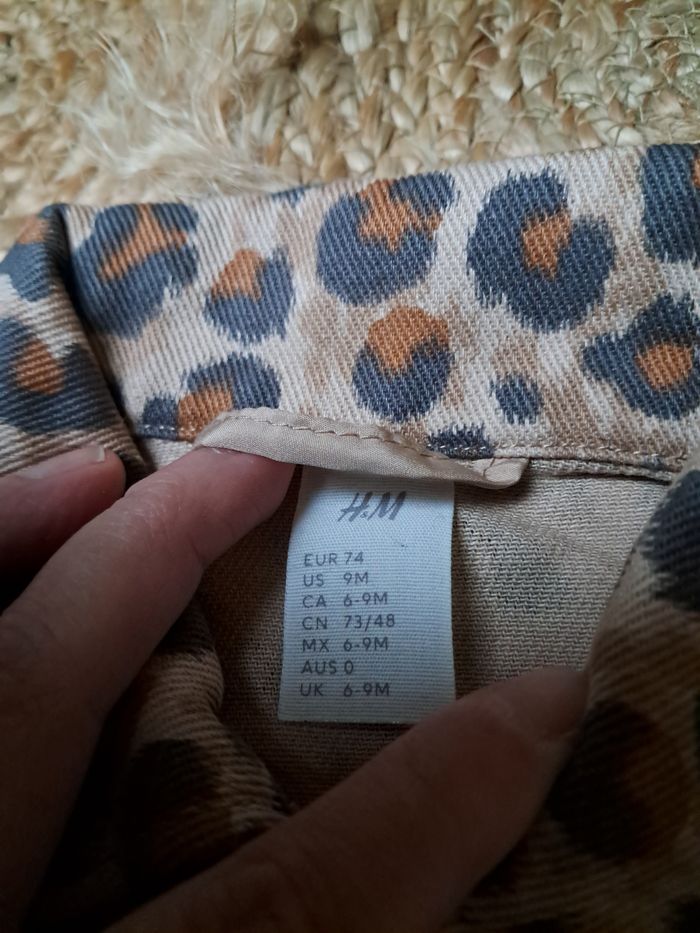 H&M
EUR 74
US 9M
CA 6-9M
CN 73/48
MX 6-9M
AUS 0
UK 6-9M